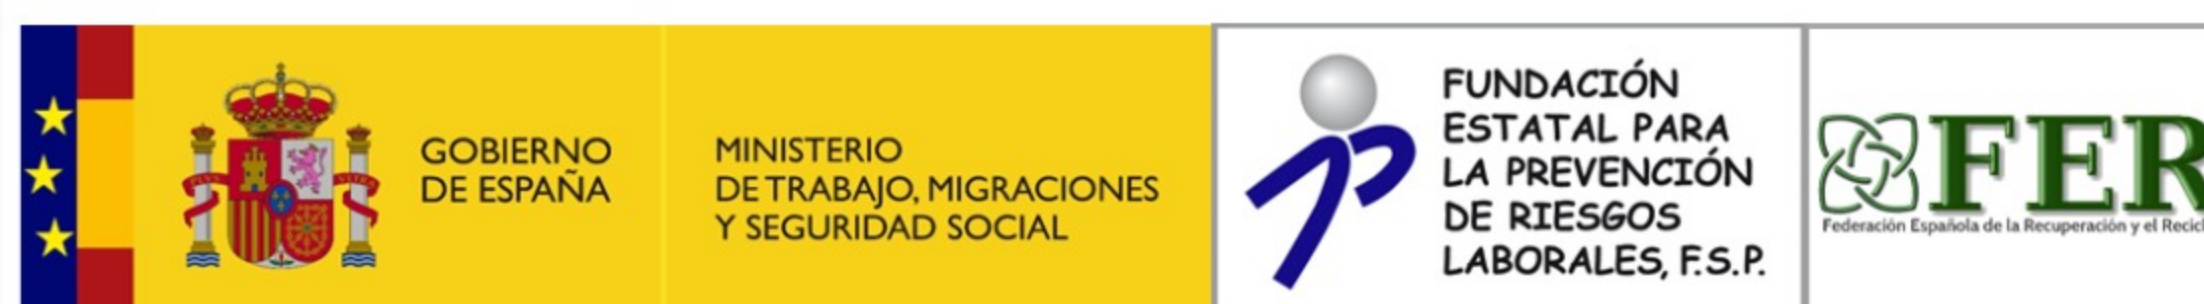 GOBIERNO
DE ESPAÑA
MINISTERIO
DE TRABAJO, MIGRACIONES
Y SEGURIDAD SOCIAL
FUNDACIÓN
ESTATAL PARA
LA PREVENCIÓN
DE RIESGOS
LABORALES, F.S.P.
FER
Federación Española de la Recuperación y el